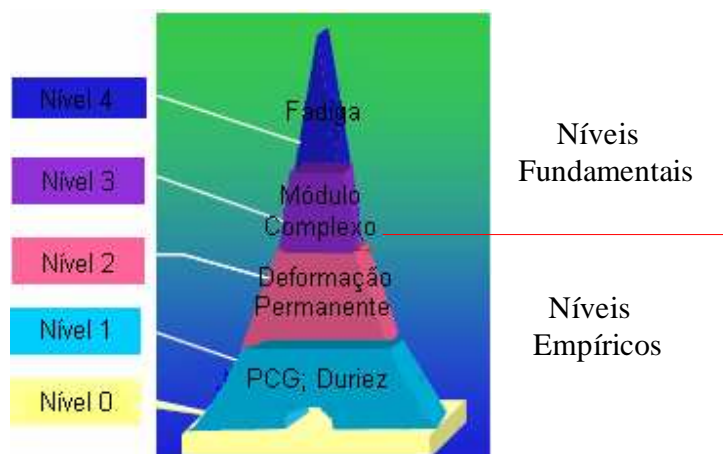 Nível 4
Fadiga
Níveis
Fundamentais
Nível 3
Módulo
Complexo
Nível 2
Deformação
Permanente
Níveis
Empíricos
Nível 1
PCG; Duriez
Nível 0